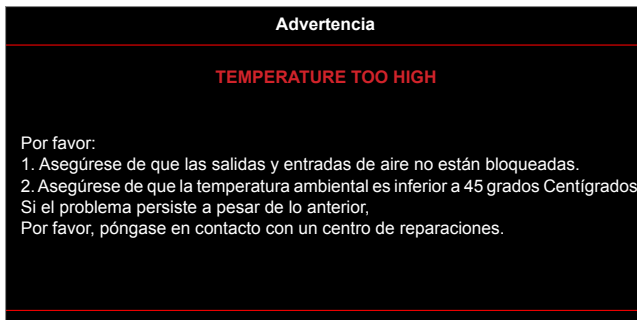 Advertencia
TEMPERATURE TOO HIGH
Por favor:
1. Asegúrese de que las salidas y entradas de aire no están bloqueadas.
2. Asegúrese de que la temperatura ambiental es inferior a 45 grados Centígrados
Si el problema persiste a pesar de lo anterior,
Por favor, póngase en contacto con un centro de reparaciones.